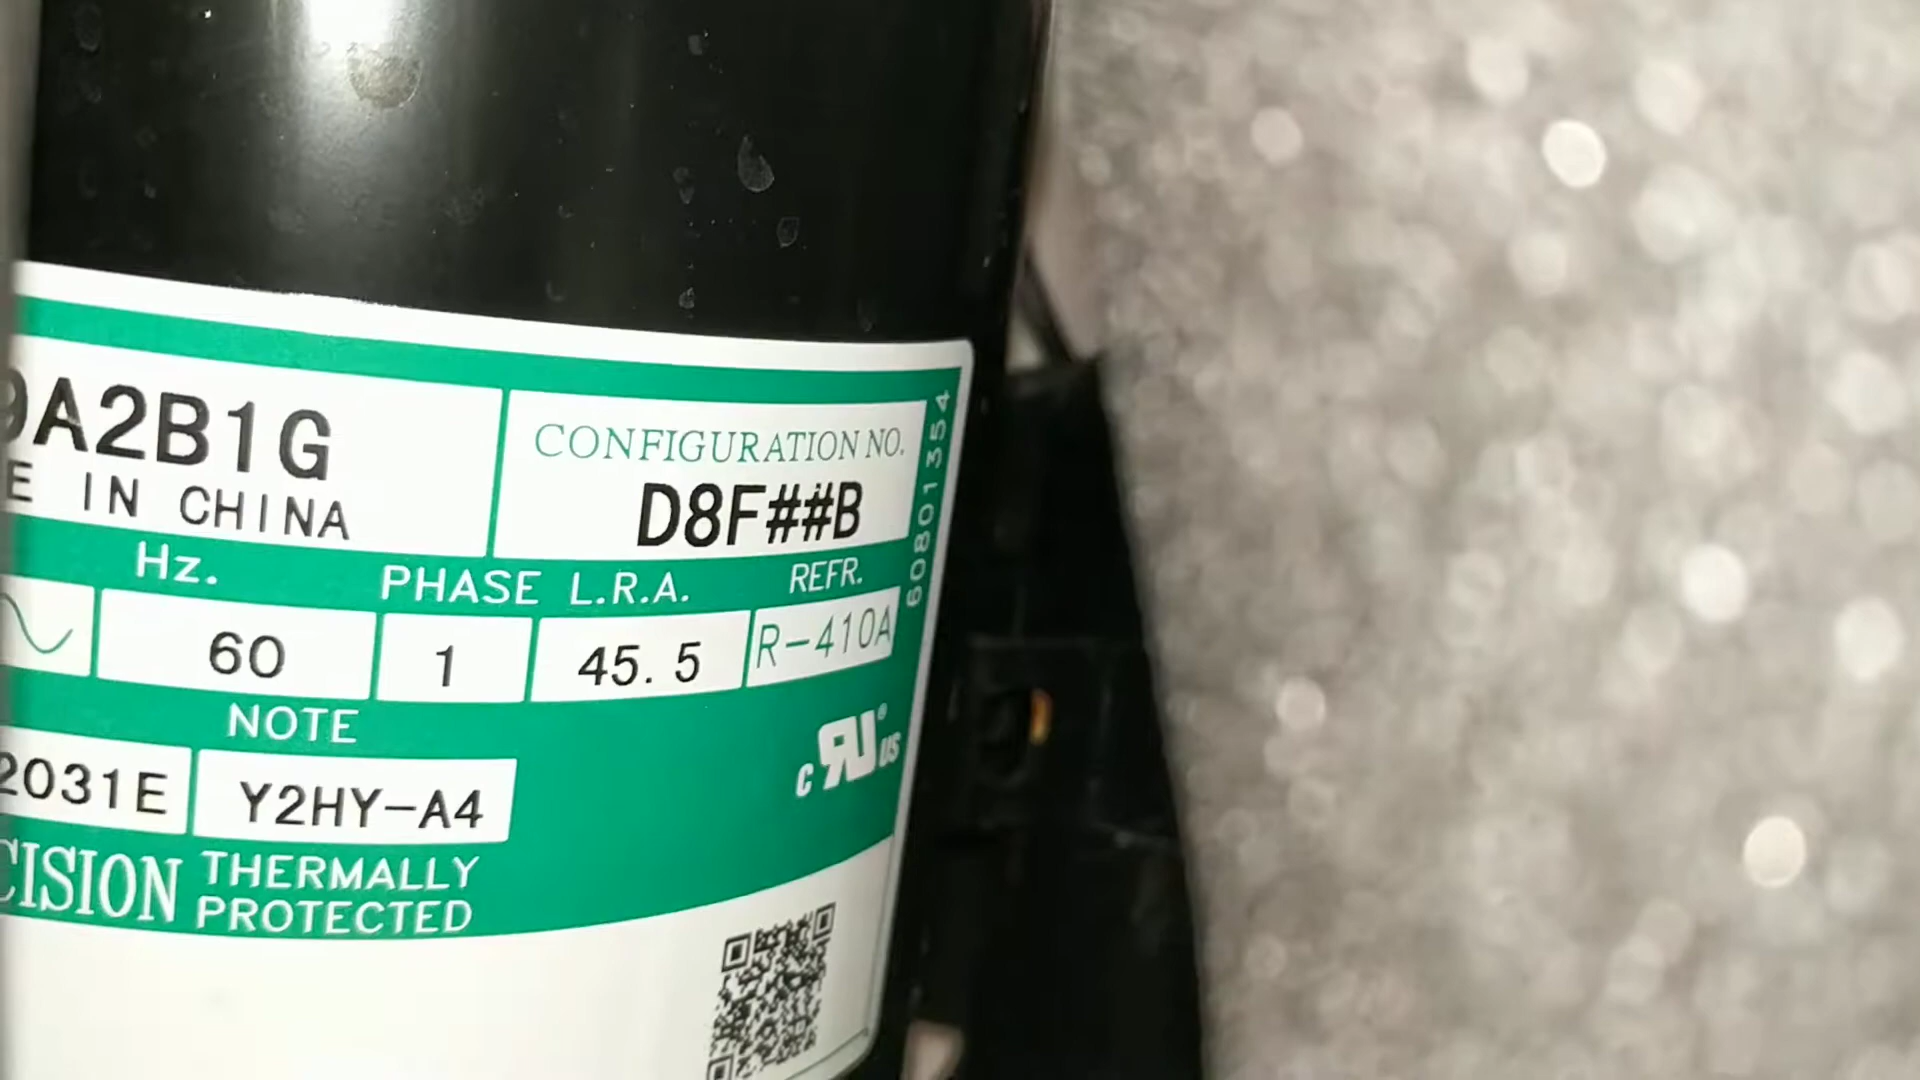 9A2B1G
E IN CHINA
CONFIGURATION NO.
D8F##B
60801354
Hz. PHASE L.R.A. REFR.
60 1 45.5 R-410A
NOTE
2031E Y2HY-A4
c RU ® US
CISION THERMALLY
PROTECTED